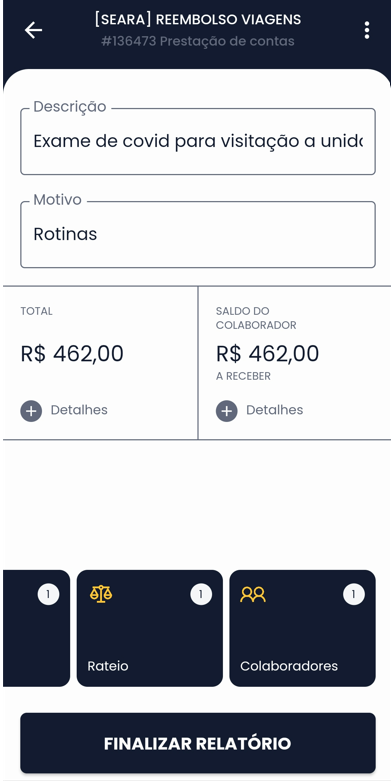 [SEARA] REEMBOLSO VIAGENS
#136473 Prestação de contas
Descrição
Exame de covid para visitação a
Motivo
Rotinas
TOTAL
R$ 462,00
Detalhes
SALDO DO
COLABORADOR
R$ 462,00
A RECEBER
Detalhes
1
1
Rateio
1
Colaboradores
FINALIZAR RELATÓRIO